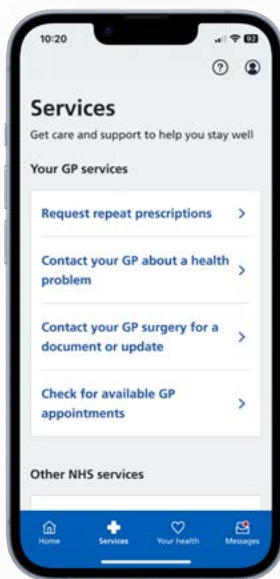 10:20
Services
Get care and support to help you stay well
Your GP services
Request repeat prescriptions
Contact your GP about a health
problem
Contact your GP surgery for a
document or update
Check for available GP
appointments
Other NHS services
Home Services Your health Messages